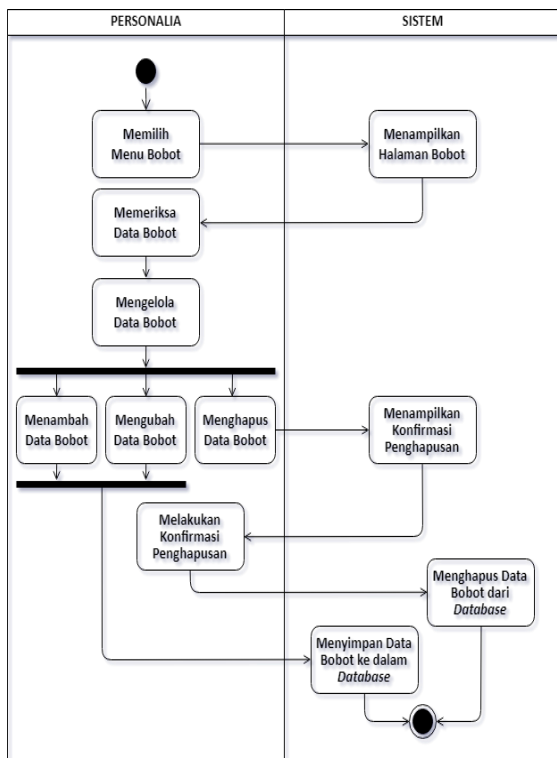 PERSONALIA
SISTEM
Memilih
Menu Bobot
Menampilkan
Halaman Bobot
Memeriksa
Data Bobot
Mengelola
Data Bobot
Menambah
Data Bobot
Mengubah
Data Bobot
Menghapus
Data Bobot
Menampilkan
Konfirmasi
Penghapusan
Melakukan
Konfirmasi
Penghapusan
Menghapus Data
Bobot dari
Database
Menyimpan Data
Bobot ke dalam
Database